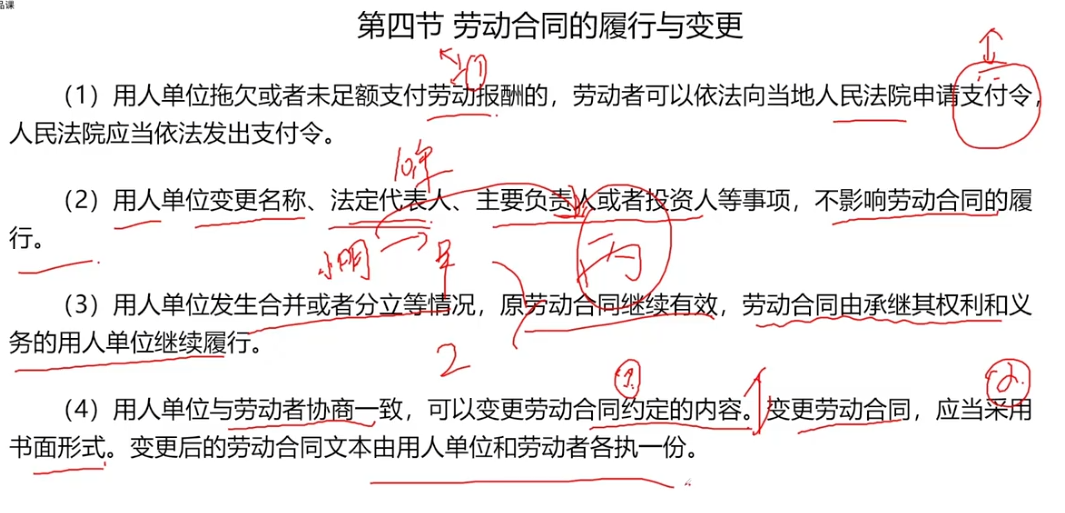 品课
第四节 劳动合同的履行与变更
（1）用人单位拖欠或者未足额支付劳动报酬的，劳动者可以依法向当地人民法院申请支付令，
人民法院应当依法发出支付令。
10年
（2）用人单位变更名称、法定代表人、主要负责人或者投资人等事项，不影响劳动合同的履
行。
小明 甲 丙
乙
（3）用人单位发生合并或者分立等情况，原劳动合同继续有效，劳动合同由承继其权利和义
务的用人单位继续履行。
1. 2.
（4）用人单位与劳动者协商一致，可以变更劳动合同约定的内容。变更劳动合同，应当采用
书面形式。变更后的劳动合同文本由用人单位和劳动者各执一份。